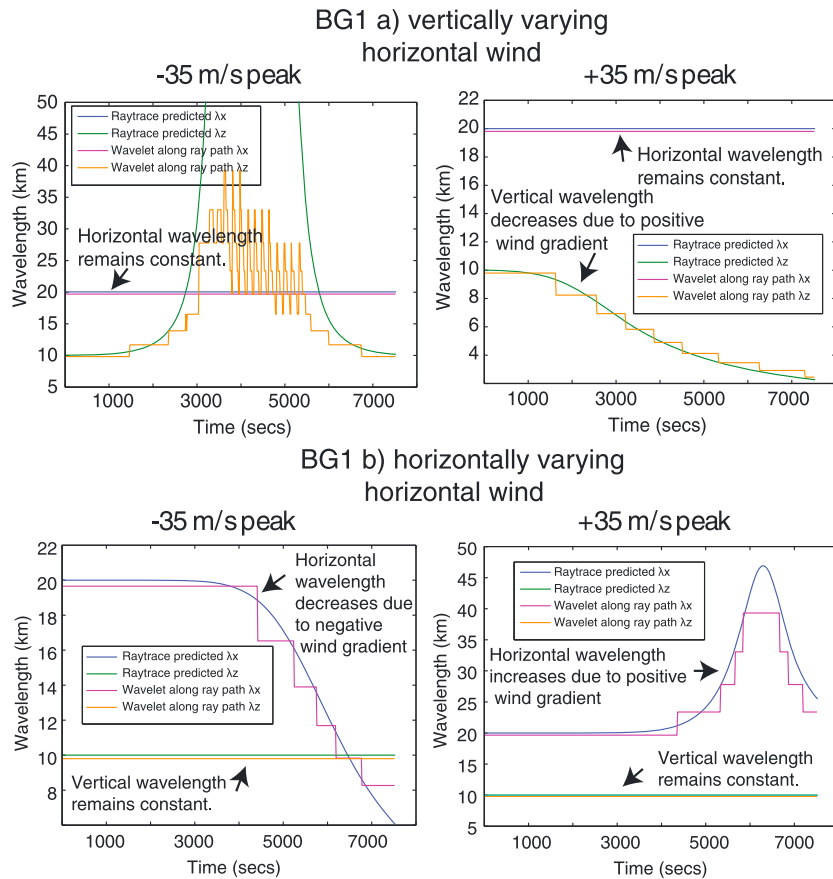 BG1 a) vertically varying
horizontal wind
-35 m/s peak
50
45
40
35
30
25
20
15
10
5
Wavelength (km)
Raytrace predicted λx
Raytrace predicted λz
Wavelet along ray path λx
Wavelet along ray path λz
Horizontal wavelength
remains constant.
1000
3000
5000
7000
Time (secs)
+35 m/s peak
22
20
18
16
14
12
10
8
6
4
Wavelength (km)
Horizontal wavelength
remains constant.
Vertical wavelength
decreases due to positive
wind gradient
Raytrace predicted λx
Raytrace predicted λz
Wavelet along ray path λx
Wavelet along ray path λz
1000
3000
5000
7000
Time (secs)
BG1 b) horizontally varying
horizontal wind
-35 m/s peak
22
20
18
16
14
12
10
8
Wavelength (km)
Horizontal
wavelength
decreases due
to negative
wind gradient
Raytrace predicted λx
Raytrace predicted λz
Wavelet along ray path λx
Wavelet along ray path λz
Vertical wavelength
remains constant.
1000
3000
5000
7000
Time (secs)
+35 m/s peak
50
45
40
35
30
25
20
15
10
5
Wavelength (km)
Raytrace predicted λx
Raytrace predicted λz
Wavelet along ray path λx
Wavelet along ray path λz
Horizontal wavelength
increases due to positive
wind gradient
Vertical wavelength
remains constant.
1000
3000
5000
7000
Time (secs)